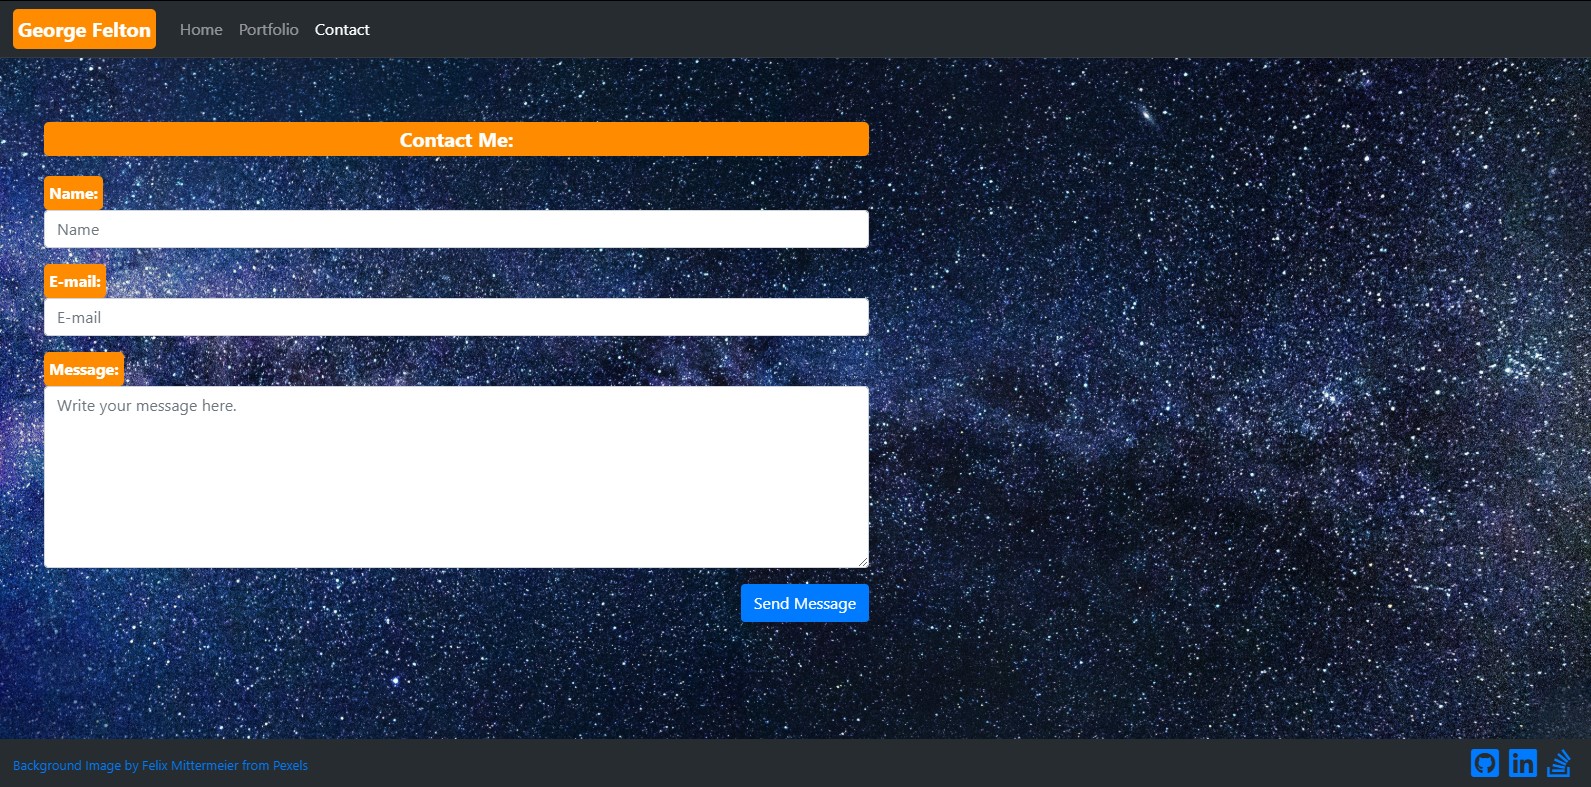 George Felton Home Portfolio Contact
Contact Me:
Name:
Name
E-mail:
E-mail
Message:
Write your message here.
Send Message
Background Image by Felix Mittermeier from Pexels